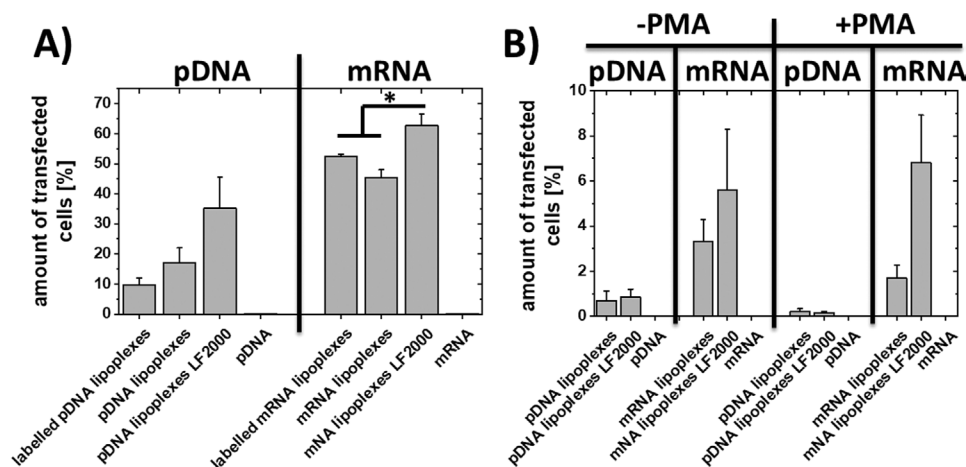 A)
pDNA
mRNA
amount of transfected
cells [%]
70
60
50
40
30
20
10
0
*
labelled pDNA lipoplexes
pDNA lipoplexes
pDNA lipoplexes LF2000
pDNA
labelled mRNA lipoplexes
mRNA lipoplexes
mNA lipoplexes LF2000
mRNA
B)
-PMA
+PMA
pDNA
mRNA
pDNA
mRNA
amount of transfected
cells [%]
10
8
6
4
2
0
pDNA lipoplexes
pDNA lipoplexes LF2000
pDNA
mRNA lipoplexes
mNA lipoplexes LF2000
mRNA
pDNA lipoplexes
pDNA lipoplexes LF2000
pDNA
mRNA lipoplexes
mNA lipoplexes LF2000
mRNA